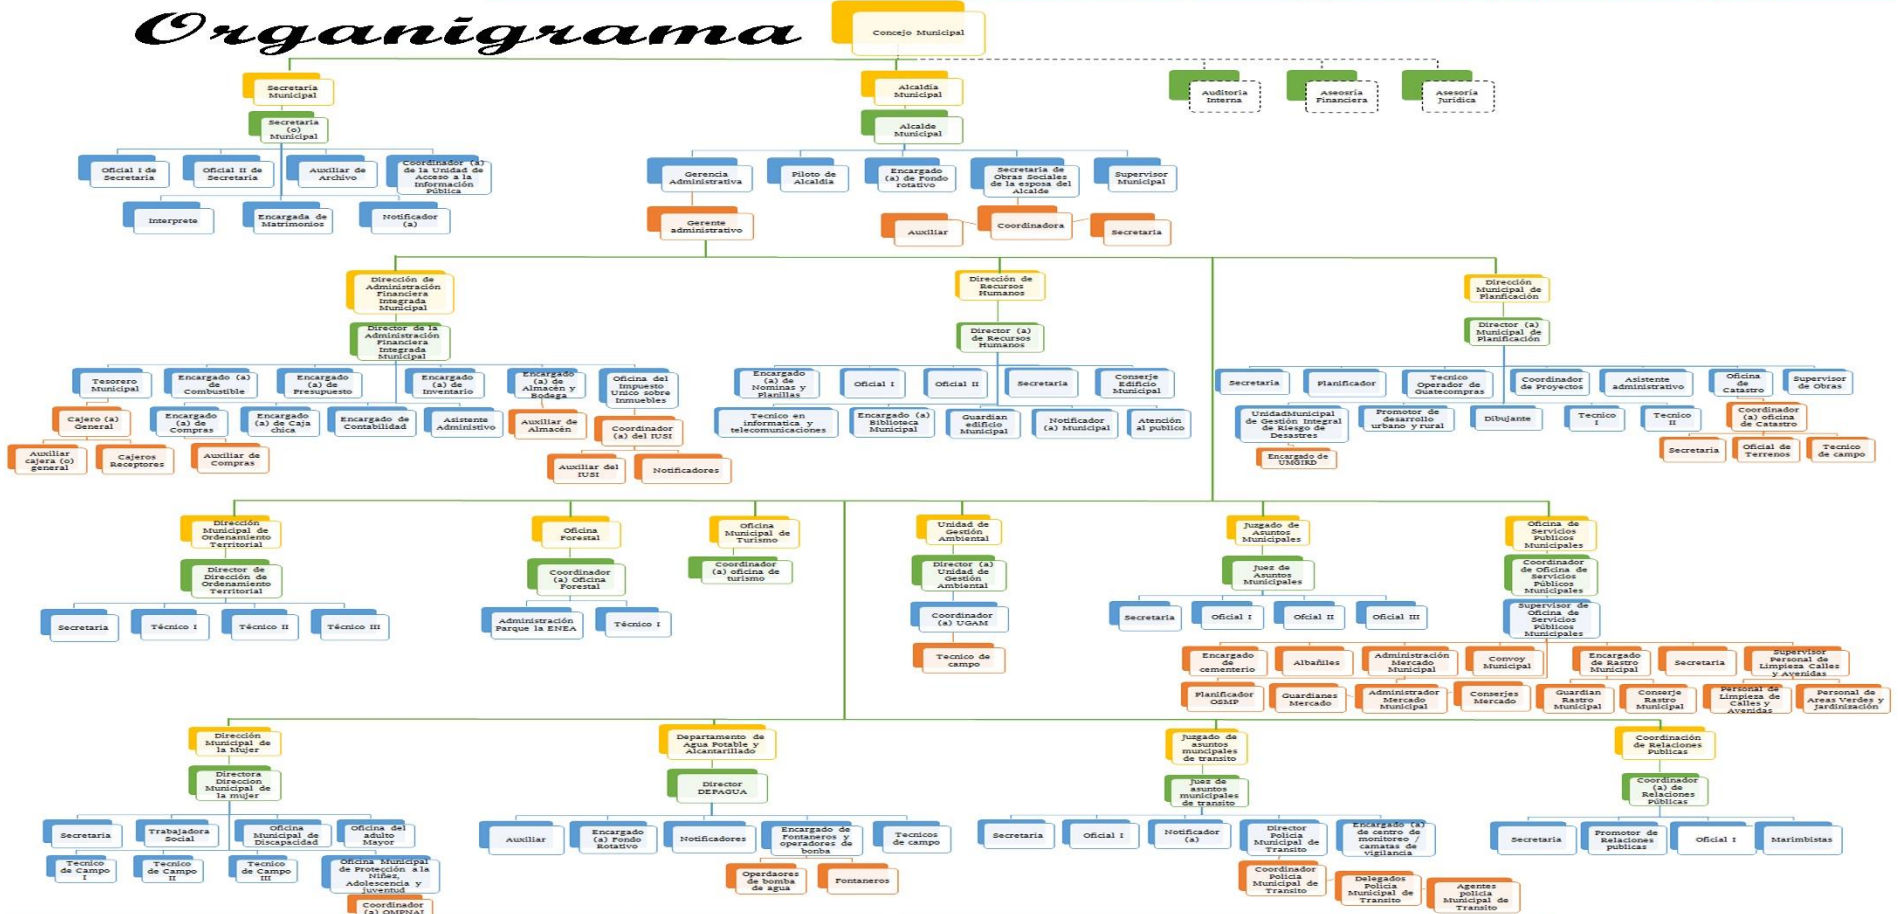 Organigrama
Concejo Municipal
Secretaria
Municipal
Alcaldía
Municipal
Auditoria
Interna
Aseosría
Financiera
Asesoría
Jurídica
Secretaria
(o)
Municipal
Alcalde
Municipal
Oficial I de
Secretaria
Oficial II de
Secretaria
Auxiliar de
Archivo
Coordinador (a)
de la Unidad de
Acceso a la
Información
Pública
Gerencia
Administrativa
Piloto de
Alcaldía
Encargado
(a) de Fondo
rotativo
Secretaria de
Obras Sociales
de la esposa del
Alcalde
Supervisor
Municipal
Interprete
Encargada de
Matrimonios
Notificador
(a)
Gerente
administrativo
Auxiliar
Coordinadora
Secretaria
Dirección de
Administración
Financiera
Integrada
Municipal
Dirección de
Recursos
Humanos
Dirección
Municipal de
Planficación
Director de la
Administración
Financiera
Integrada
Municipal
Director (a)
de Recursos
Humanos
Director (a)
Municipal de
Planificación
Tesorero
Municipal
Encargado (a)
de
Combustible
Encargado
(a) de
Presupuesto
Encargado
(a) de
Inventario
Encargado
(a) de
Almacén y
Bodega
Oficina del
Impuesto
Unico sobre
Inmuebles
Encargado
(a) de
Nominas y
Planillas
Oficial I
Oficial II
Secretaria
Conserje
Edificio
Municipal
Secretaria
Planificador
Tecnico
Operador de
Guatecompras
Coordinador
de Proyectos
Asistente
administrativo
Oficina
de
Catastro
Supervisor
de Obras
Cajero (a)
General
Encargado
(a) de
Compras
Encargado
(a) de Caja
chica
Encargado de
Contabilidad
Asistente
Administivo
Auxiliar de
Almacén
Coordinador
(a) del IUSI
Tecnico en
informatica y
telecomunicaciones
Encargado (a)
Biblioteca
Municipal
Guardian
edificio
Municipal
Notificador
(a) Municipal
Atención
al publico
UnidadMunicipal
de Gestión Integral
de Riesgo de
Desastres
Promotor de
desarrollo
urbano y rural
Dibujante
Tecnico
I
Tecnico
II
Coordinador
(a) oficina
de Catastro
Auxiliar
cajera (o)
general
Cajeros
Receptores
Auxiliar de
Compras
Auxiliar del
IUSI
Notificadores
Encargado de
UMGIRD
Secretaria
Oficial de
Terrenos
Tecnico
de campo
Dirección
Municipal de
Ordenamiento
Territorial
Oficina
Forestal
Oficina
Municipal de
Turismo
Unidad de
Gestión
Ambiental
Juzgado de
Asuntos
Municipales
Oficina de
Servicios
Publicos
Municipales
Director de
Dirección de
Ordenamiento
Territorial
Coordinador
(a) Oficina
Forestal
Coordinador
(a) oficina de
turismo
Director (a)
Unidad de
Gestión
Ambiental
Juez de
Asuntos
Municipales
Coordinador
de Oficina de
Servicios
Públicos
Municipales
Secretaria
Técnico I
Técnico II
Técnico III
Administración
Parque la ENEA
Técnico I
Coordinador
(a) UGAM
Secretaria
Oficial I
Ofcial II
Oficial III
Supervisor de
Oficina de
Servicios
Públicos
Municipales
Tecnico de
campo
Encargado
de
cementerio
Albañiles
Administración
Mercado
Municipal
Convoy
Municipal
Encargado
de Rastro
Municipal
Secretaria
Supervisor
Personal de
Limpieza Calles
y Avenidas
Planificador
OSMP
Guardianes
Mercado
Administrador
Mercado
Municipal
Conserjes
Mercado
Guardian
Rastro
Municipal
Conserje
Rastro
Municipal
Personal de
Limpieza de
Calles y
Avenidas
Personal de
Areas Verdes y
Jardinización
Dirección
Municipal de
la Mujer
Departamento de
Agua Potable y
Alcantarillado
Juzgado de
asuntos
muncipales
de transito
Coordinación
de Relaciones
Publicas
Directora
Direccion
Municipal de
la mujer
Director
DEPAGUA
Juez de
asuntos
municipales
de transito
Coordinador
(a) de
Relaciones
Públicas
Secretaria
Trabajadora
Social
Oficina
Municipal de
Discapacidad
Oficina del
adulto
Mayor
Auxiliar
Encargado
(a) Fondo
Rotativo
Notificadores
Encargado de
Fontaneros y
operadores de
bomba
Tecnicos
de campo
Secretaria
Oficial I
Notificador
(a)
Director
Policia
Municipal de
Transito
Encargado (a)
de centro de
monitoreo /
camatas de
vigilancia
Secretaria
Promotor de
Relaciones
publicas
Oficial I
Marimbistas
Tecnico
de Campo
I
Tecnico
de Campo
II
Tecnico
de Campo
III
Oficina Municipal
de Protección a la
Niñez,
Adolescencia y
Juventud
Operdaores
de bomba
de agua
Fontaneros
Coordinador
Policia
Municipal de
Transito
Delegados
Policia
Municipal de
Transito
Agentes
policia
Municipal de
Transito
Coordinador
(a) OMPNAJ